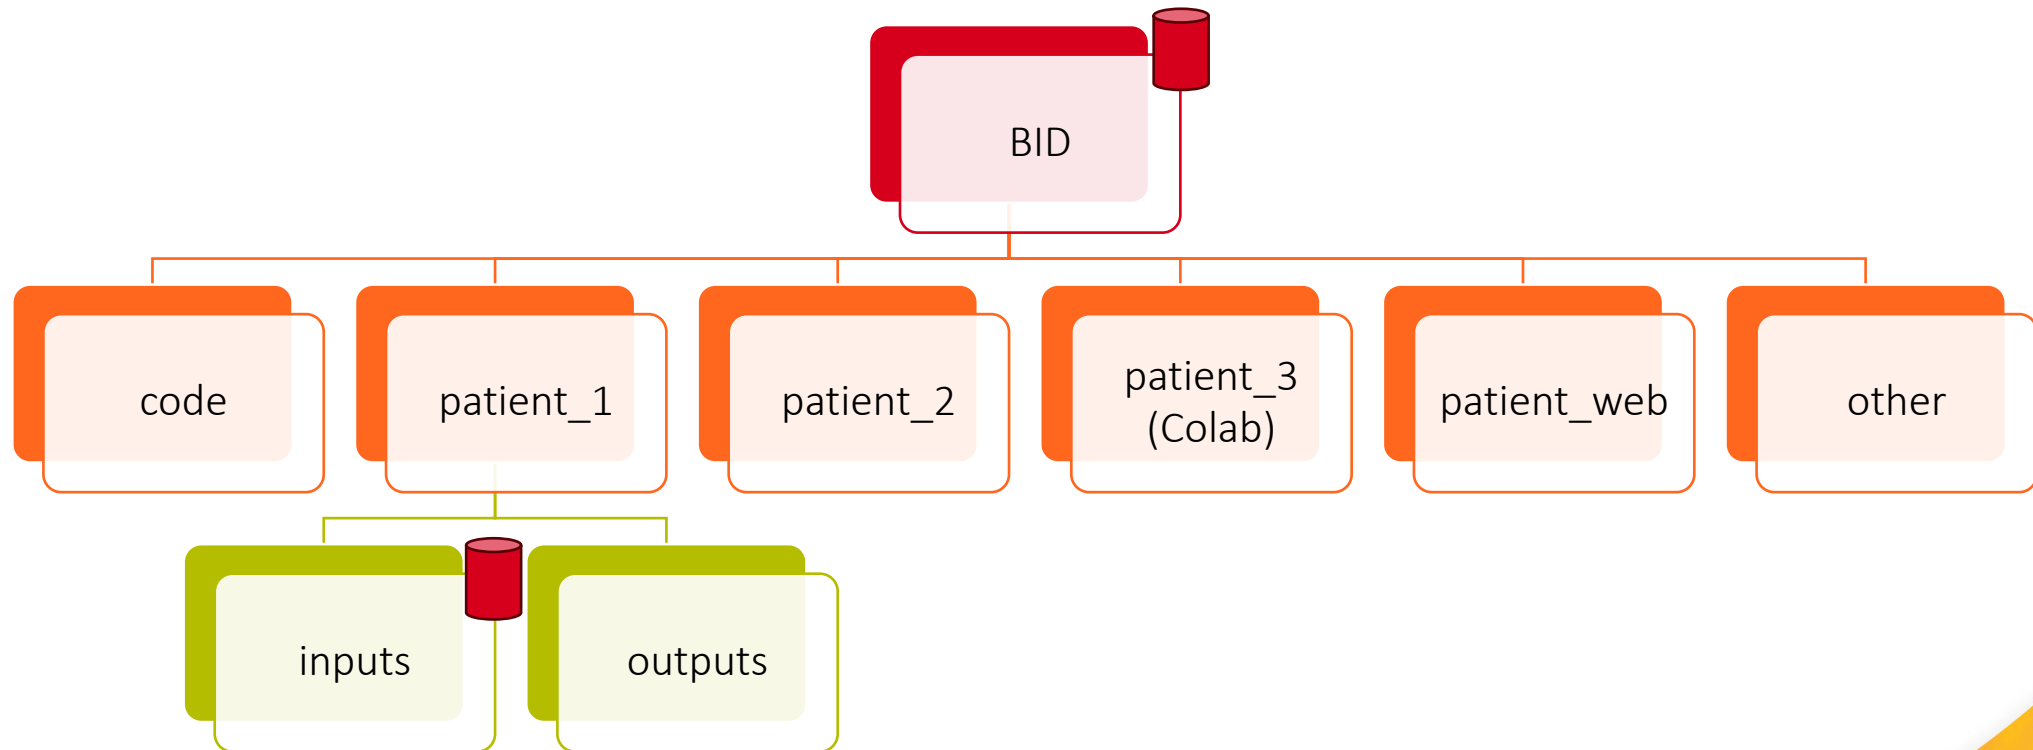 BID
code
patient_1
patient_2
patient_3
(Colab)
patient_web
other
inputs
outputs